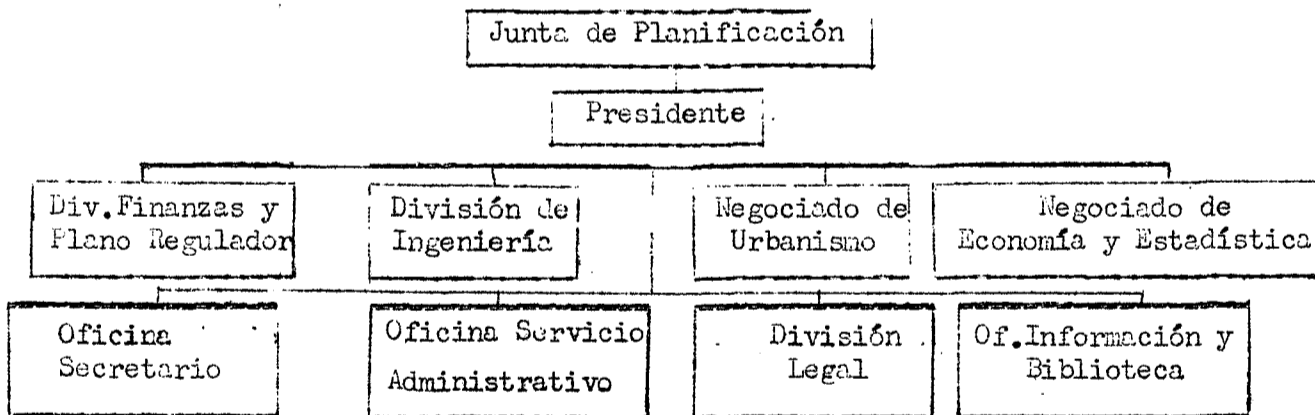 Junta de Planificación
Presidente
Div.Finanzas y
Plano Regulador
División de
Ingeniería
Negociado de
Urbanismo
Negociado de
Economía y Estadística
Oficina
Secretario
Oficina Servicio
Administrativo
División
Legal
Of.Información y
Biblioteca